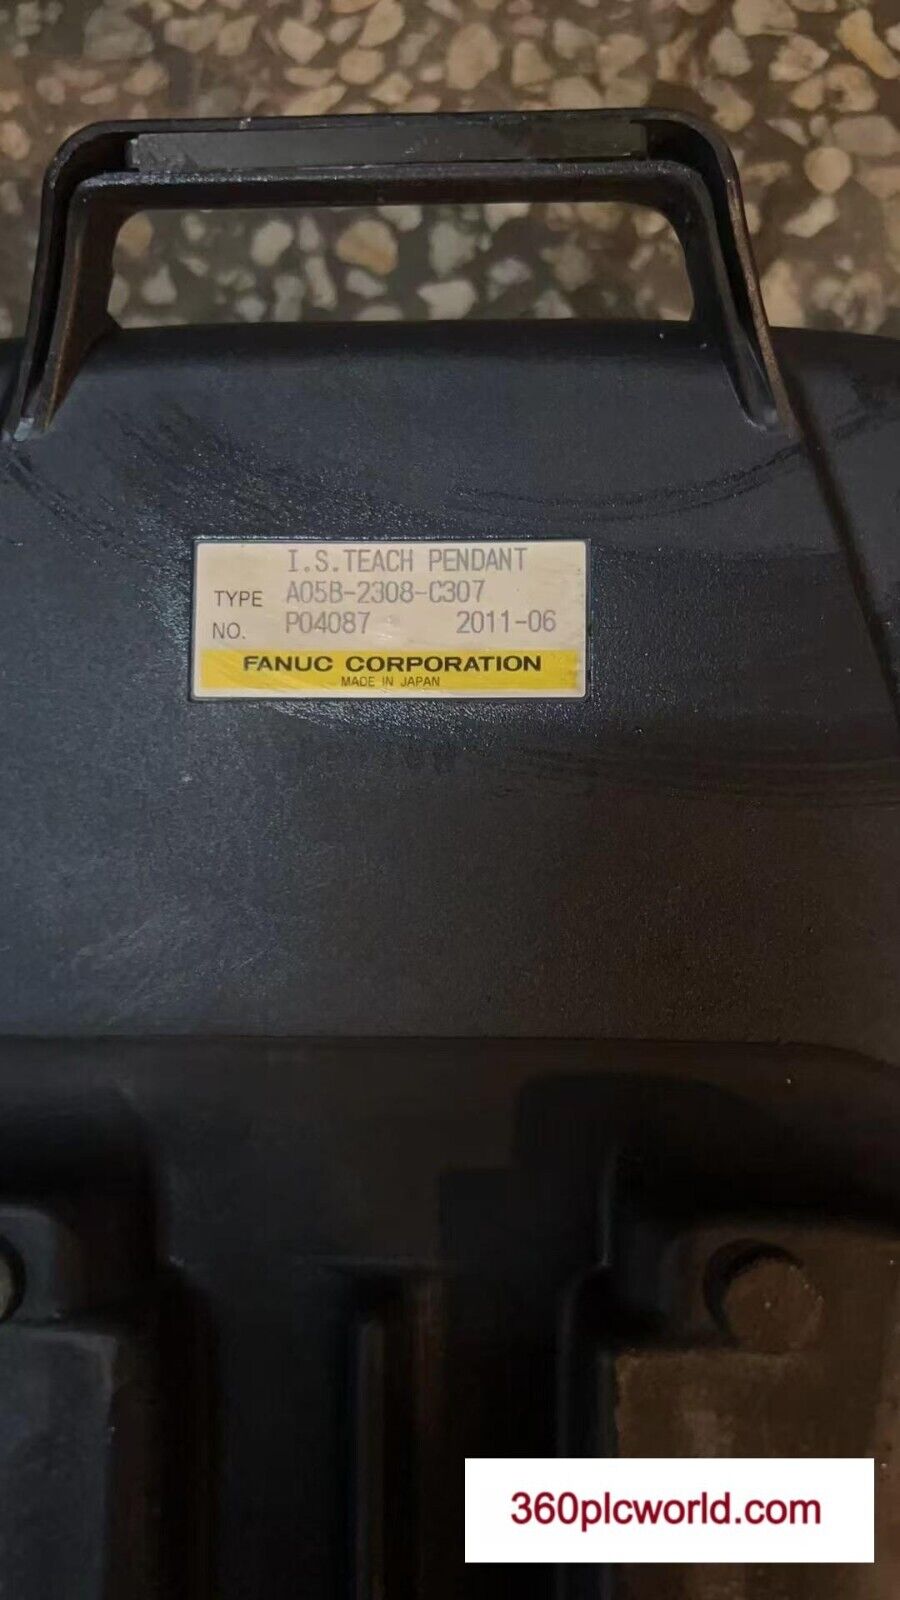 I.S.TEACH PENDANT
TYPE A05B-2308-C307
NO. P04087 2011-06
FANUC CORPORATION
MADE IN JAPAN
360plcworld.com